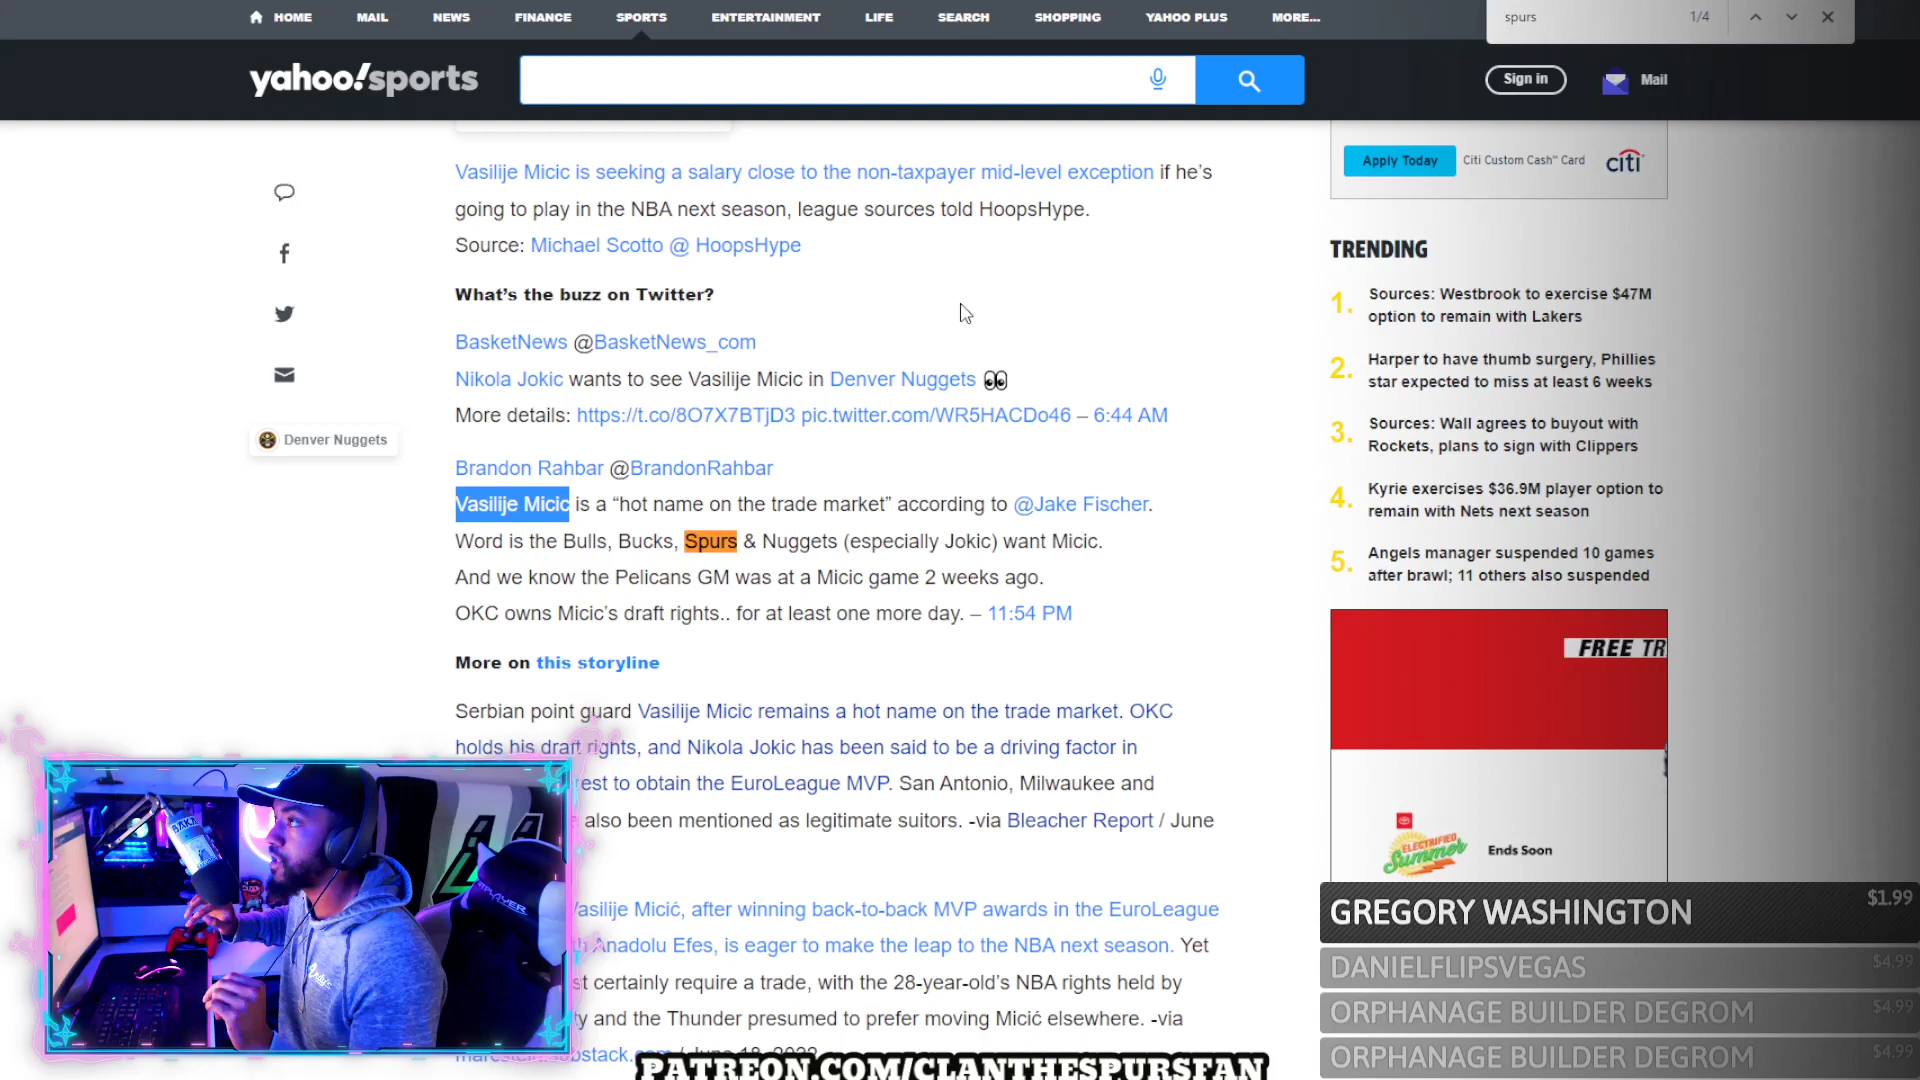 HOME MAIL NEWS FINANCE SPORTS ENTERTAINMENT LIFE SEARCH SHOPPING YAHOO PLUS MORE...
spurs 1/4
yahoo!sports
Sign in
Mail
Vasilije Micic is seeking a salary close to the non-taxpayer mid-level exception if he's
going to play in the NBA next season, league sources told HoopsHype.
Source: Michael Scotto @ HoopsHype
What's the buzz on Twitter?
BasketNews @BasketNews_com
Nikola Jokic wants to see Vasilije Micic in Denver Nuggets 👀
More details: https://t.co/8O7X7BTjD3 pic.twitter.com/WR5HACDo46 – 6:44 AM
Denver Nuggets
Brandon Rahbar @BrandonRahbar
Vasilije Micic is a “hot name on the trade market” according to @Jake Fischer.
Word is the Bulls, Bucks, Spurs & Nuggets (especially Jokic) want Micic.
And we know the Pelicans GM was at a Micic game 2 weeks ago.
OKC owns Micic's draft rights.. for at least one more day. – 11:54 PM
More on this storyline
Serbian point guard Vasilije Micic remains a hot name on the trade market. OKC
holds his draft rights, and Nikola Jokic has been said to be a driving factor in
est to obtain the EuroLeague MVP. San Antonio, Milwaukee and
also been mentioned as legitimate suitors. -via Bleacher Report / June
Vasilije Micić, after winning back-to-back MVP awards in the EuroLeague
Anadolu Efes, is eager to make the leap to the NBA next season. Yet
st certainly require a trade, with the 28-year-old's NBA rights held by
ty and the Thunder presumed to prefer moving Micić elsewhere. -via
Apply Today Citi Custom Cash℠ Card citi
TRENDING
1. Sources: Westbrook to exercise $47M
option to remain with Lakers
2. Harper to have thumb surgery, Phillies
star expected to miss at least 6 weeks
3. Sources: Wall agrees to buyout with
Rockets, plans to sign with Clippers
4. Kyrie exercises $36.9M player option to
remain with Nets next season
5. Angels manager suspended 10 games
after brawl; 11 others also suspended
FREE TR
ELECTRIFIED
Summer
Ends Soon
GREGORY WASHINGTON $1.99
DANIELFLIPSVEGAS $4.99
ORPHANAGE BUILDER DEGROM $4.99
ORPHANAGE BUILDER DEGROM $4.99
PATREON.COM/CLANTHESPURSFAN